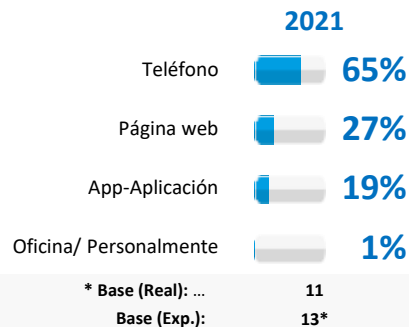 2021
Teléfono 65%
Página web 27%
App-Aplicación 19%
Oficina/ Personalmente 1%
* Base (Real): ... 11
Base (Exp.): 13*